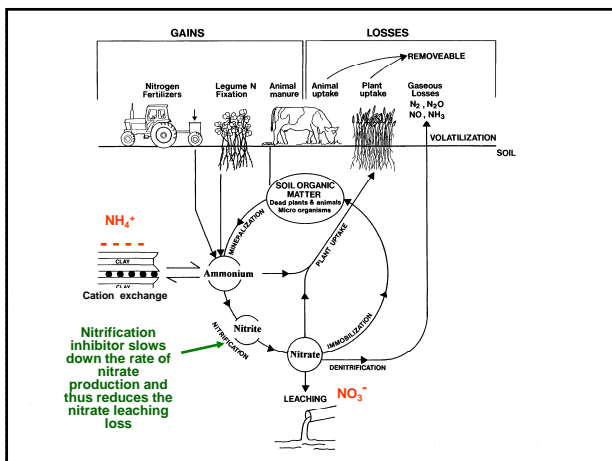 GAINS
LOSSES
REMOVEABLE
Nitrogen
Fertilizers
Legume N
Fixation
Animal
manure
Animal
uptake
Plant
uptake
Gaseous
Losses
N₂ , N₂O
NO , NH₃
VOLATILIZATION
SOIL
SOIL ORGANIC
MATTER
Dead plants & animals
Micro organisms
NH₄⁺
CLAY
CLAY
Cation exchange
MINERALIZATION
Ammonium
PLANT UPTAKE
Nitrite
NITRIFICATION
Nitrate
IMMOBILIZATION
DENITRIFICATION
Nitrification
inhibitor slows
down the rate of
nitrate
production and
thus reduces the
nitrate leaching
loss
LEACHING
NO₃⁻